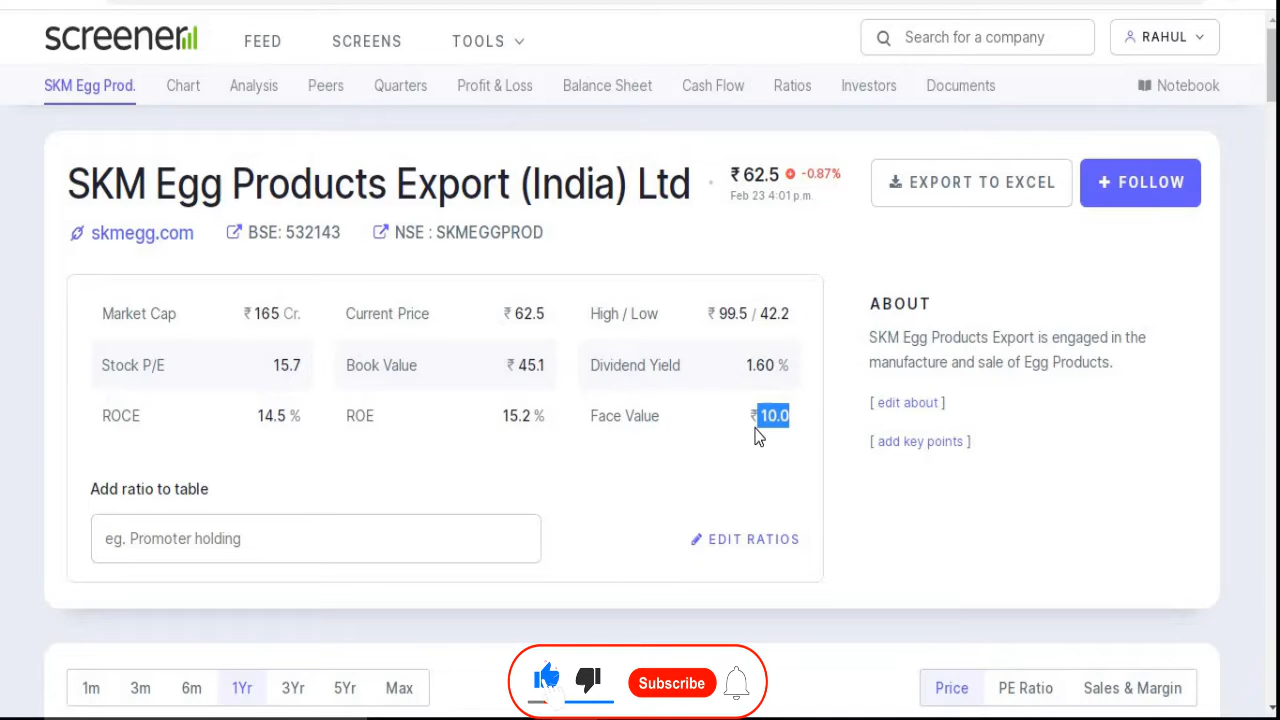 screener FEED SCREENS TOOLS Search for a company RAHUL
SKM Egg Prod. Chart Analysis Peers Quarters Profit & Loss Balance Sheet Cash Flow Ratios Investors Documents Notebook
SKM Egg Products Export (India) Ltd ₹ 62.5 -0.87% EXPORT TO EXCEL + FOLLOW
Feb 23 4:01 p.m.
skmegg.com BSE: 532143 NSE : SKMEGGPROD
Market Cap ₹ 165 Cr. Current Price ₹ 62.5 High / Low ₹ 99.5 / 42.2
Stock P/E 15.7 Book Value ₹ 45.1 Dividend Yield 1.60 %
ROCE 14.5 % ROE 15.2 % Face Value ₹ 10.0
ABOUT
SKM Egg Products Export is engaged in the
manufacture and sale of Egg Products.
[ edit about ]
[ add key points ]
Add ratio to table
eg. Promoter holding EDIT RATIOS
1m 3m 6m 1Yr 3Yr 5Yr Max Subscribe Price PE Ratio Sales & Margin